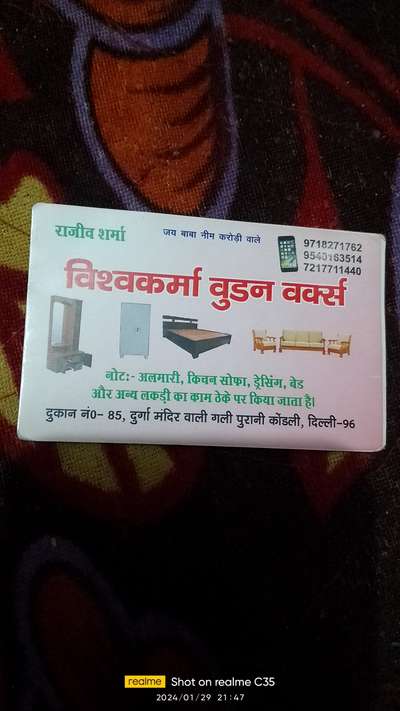 राजीव शर्मा
जय बाबा नीम करोड़ी वाले
9718271762
9540163514
7217711440
विश्वकर्मा वुडन वर्क्स
नोटः- अलमारी, किचन सोफा, ड्रेसिंग, बेड
और अन्य लकड़ी का काम ठेके पर किया जाता है।
दुकान नं0- 85, दुर्गा मंदिर वाली गली पुरानी कोंडली, दिल्ली-96
realme Shot on realme C35
2024/01/29 21:47